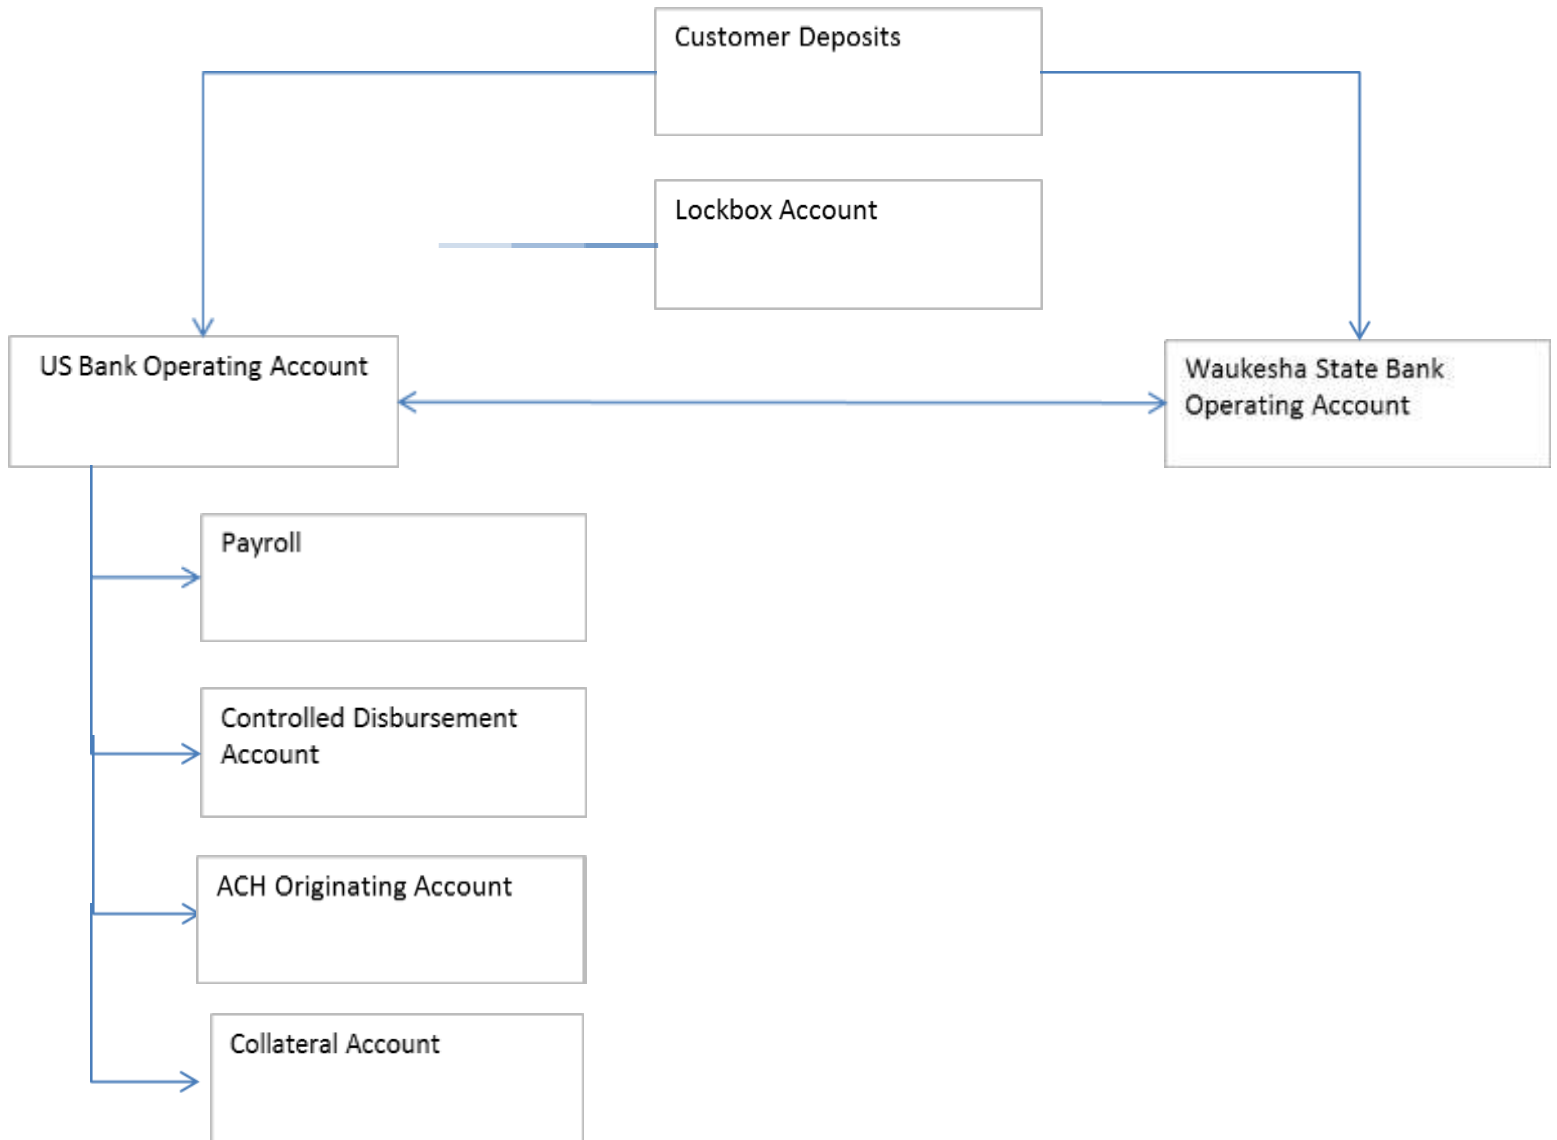 Customer Deposits
Lockbox Account
US Bank Operating Account
Waukesha State Bank
Operating Account
Payroll
Controlled Disbursement
Account
ACH Originating Account
Collateral Account